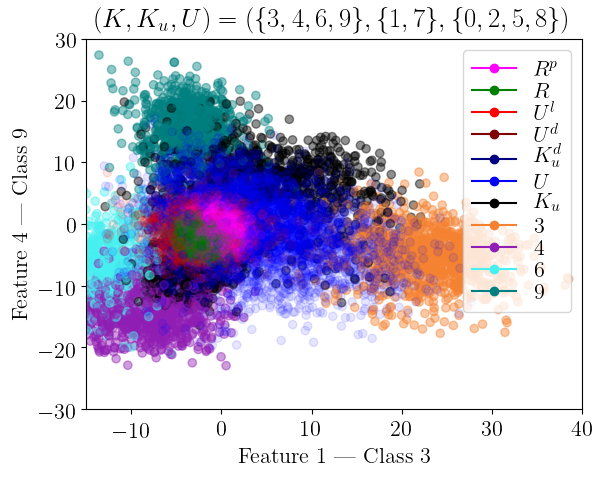 (K, K_u, U) = ({3, 4, 6, 9}, {1, 7}, {0, 2, 5, 8})
30
20
10
0
−10
−20
−30
Feature 4 — Class 9
−10
0
10
20
30
40
Feature 1 — Class 3
R^p
R
U^l
U^d
K_u^d
U
K_u
3
4
6
9